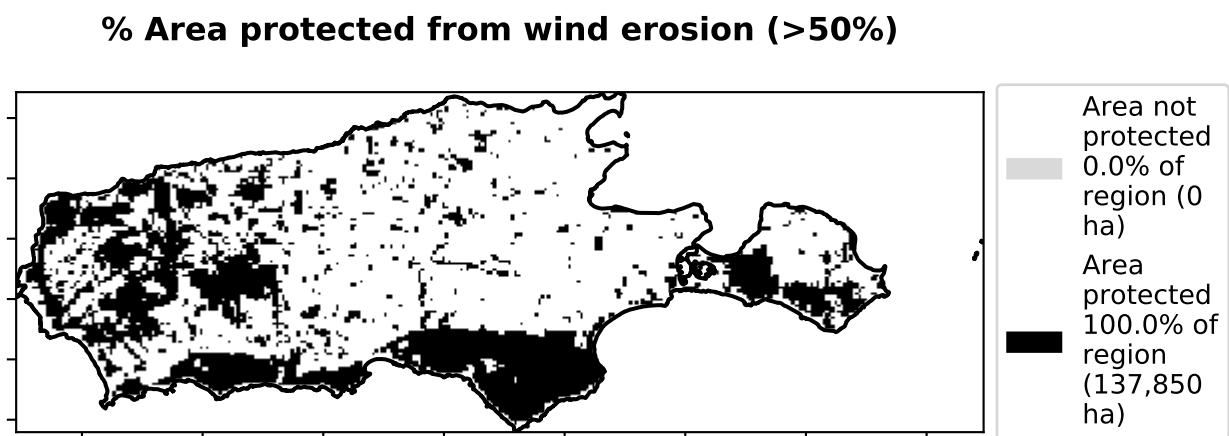 % Area protected from wind erosion (>50%)
Area not
protected
0.0% of
region (0
ha)
Area
protected
100.0% of
region
(137,850
ha)